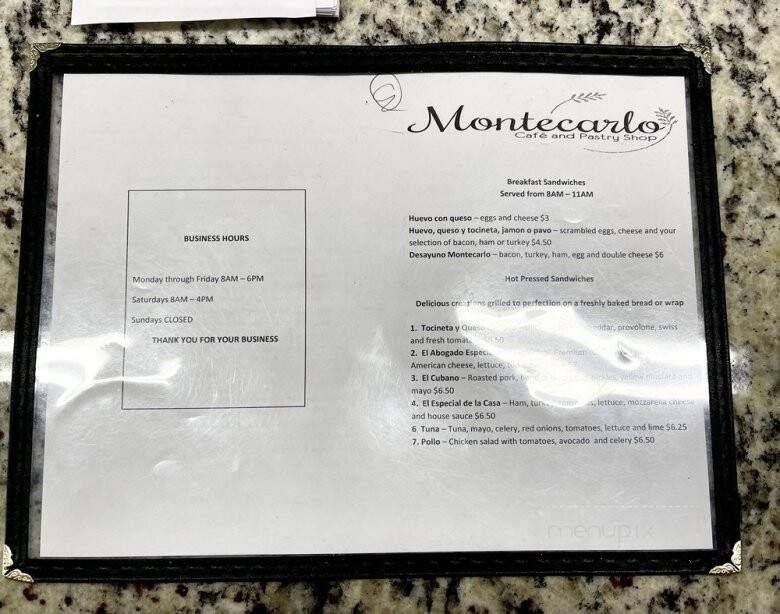 Montecarlo
Café and Pastry Shop
Breakfast Sandwiches
Served from 8AM – 11AM
Huevo con queso – eggs and cheese $3
Huevo, queso y tocineta, jamon o pavo – scrambled eggs, cheese and your
selection of bacon, ham or turkey $4.50
Desayuno Montecarlo – bacon, turkey, ham, egg and double cheese $6
Hot Pressed Sandwiches
Delicious grilled to perfection on a freshly baked bread or wrap
1. Tocineta y Queso provolone, swiss
and fresh
2. El Abogado Premium
American cheese, lettuce,
3. El Cubano – Roasted pork, yellow mustard and
mayo $6.50
4. El Especial de la Casa – Ham, lettuce, mozzarella cheese
and house sauce $6.50
6. Tuna – Tuna, mayo, celery, red onions, tomatoes, lettuce and lime $6.25
7. Pollo – Chicken salad with tomatoes, avocado and celery $6.50
BUSINESS HOURS
Monday through Friday 8AM – 6PM
Saturdays 8AM – 4PM
Sundays CLOSED
THANK YOU FOR YOUR BUSINESS
menupix